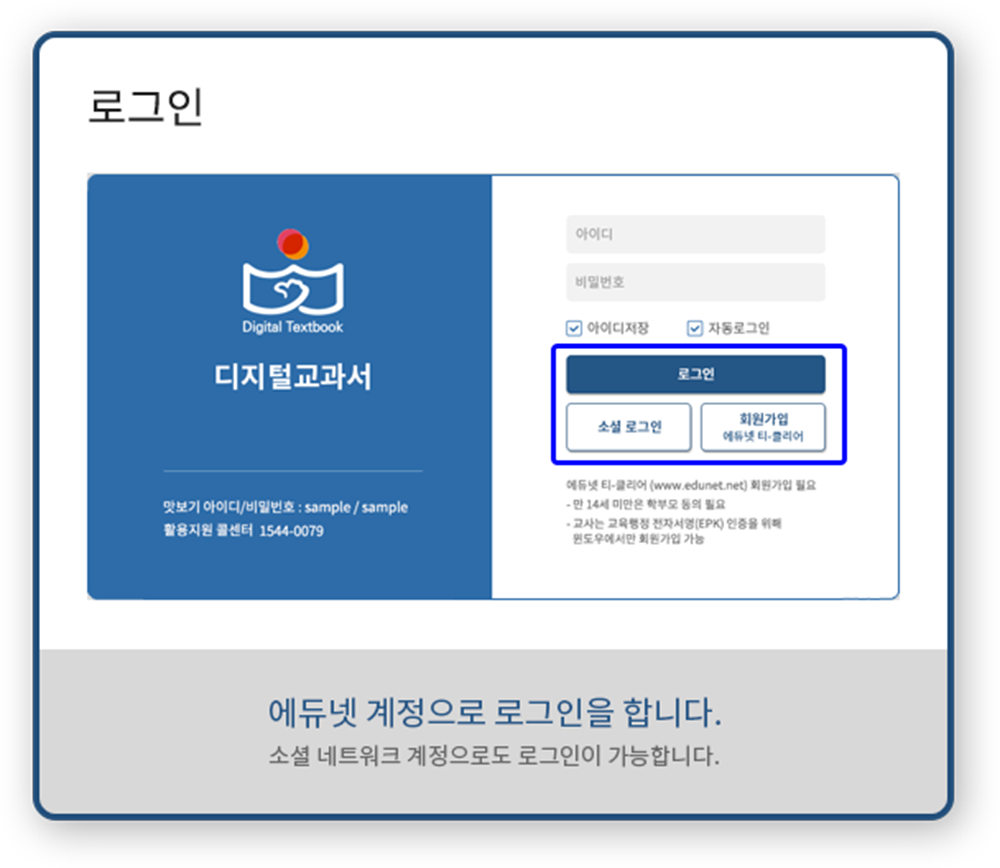 로그인
Digital Textbook
디지털교과서
맛보기 아이디/비밀번호 : sample / sample
활용지원 콜센터 1544-0079
아이디
비밀번호
아이디저장 자동로그인
로그인
소셜 로그인
회원가입
에듀넷 티-클리어
에듀넷 티-클리어 (www.edunet.net) 회원가입 필요
- 만 14세 미만은 학부모 동의 필요
- 교사는 교육행정 전자서명(EPK) 인증을 위해
윈도우에서만 회원가입 가능
에듀넷 계정으로 로그인을 합니다.
소셜 네트워크 계정으로도 로그인이 가능합니다.